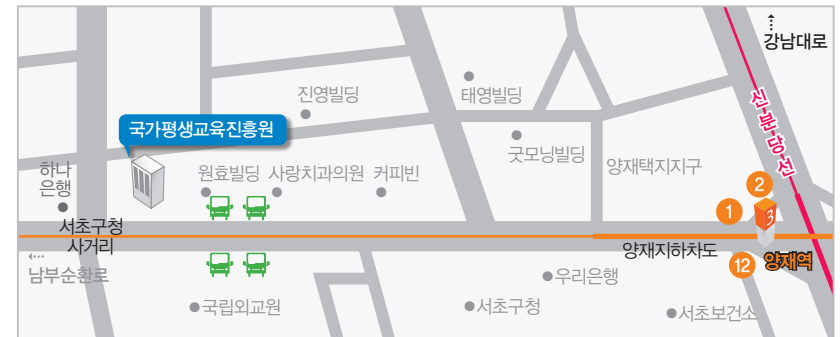 강남대로
진영빌딩
태영빌딩
신분당선
국가평생교육진흥원
굿모닝빌딩
양재택지지구
하나
은행
원효빌딩
사랑치과의원
커피빈
2
1
3
서초구청
사거리
양재지하차도
12
양재역
남부순환로
우리은행
국립외교원
서초구청
서초보건소